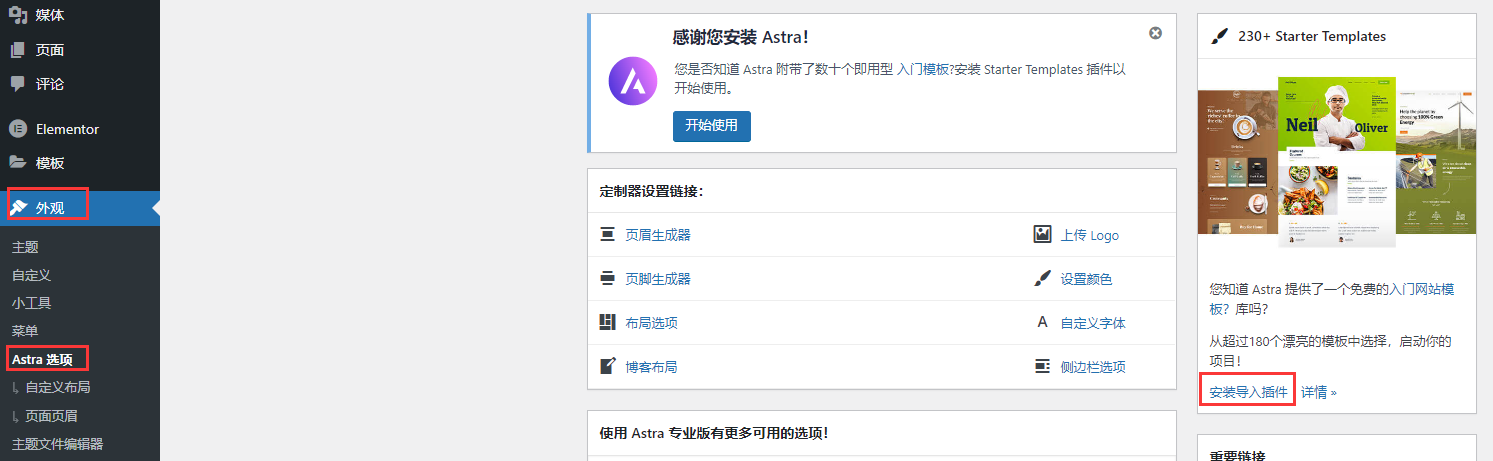 媒体
页面
评论
Elementor
模板
外观
主题
自定义
小工具
菜单
Astra 选项
自定义布局
页面页眉
主题文件编辑器
感谢您安装 Astra！
您是否知道 Astra 附带了数十个即用型 入门模板?安装 Starter Templates 插件以
开始使用。
开始使用
定制器设置链接：
页眉生成器
上传 Logo
页脚生成器
设置颜色
布局选项
自定义字体
博客布局
侧边栏选项
使用 Astra 专业版有更多可用的选项！
230+ Starter Templates
Neil
Oliver
您知道 Astra 提供了一个免费的入门网站模
板？库吗？
从超过180个漂亮的模板中选择，启动你的
项目！
安装导入插件 详情 »
重要链接